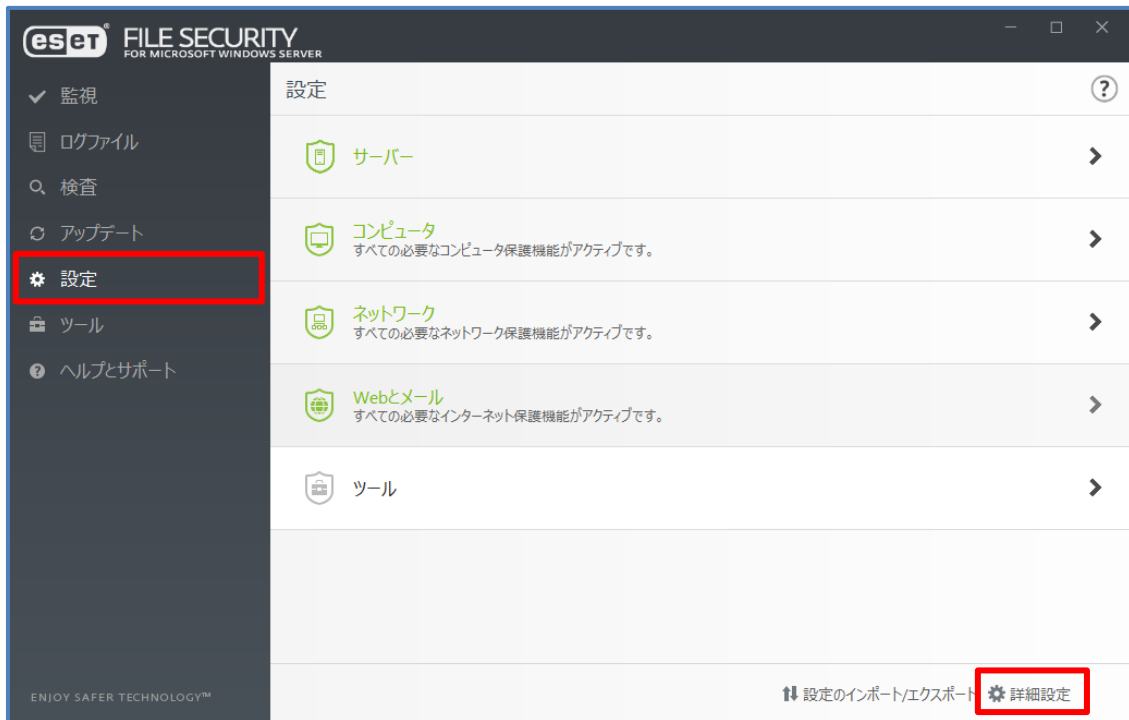 eset® FILE SECURITY
FOR MICROSOFT WINDOWS SERVER
監視
ログファイル
検査
アップデート
設定
ツール
ヘルプとサポート
ENJOY SAFER TECHNOLOGY™
設定
?
サーバー
コンピュータ
すべての必要なコンピュータ保護機能がアクティブです。
ネットワーク
すべての必要なネットワーク保護機能がアクティブです。
Webとメール
すべての必要なインターネット保護機能がアクティブです。
ツール
設定のインポート/エクスポート 詳細設定